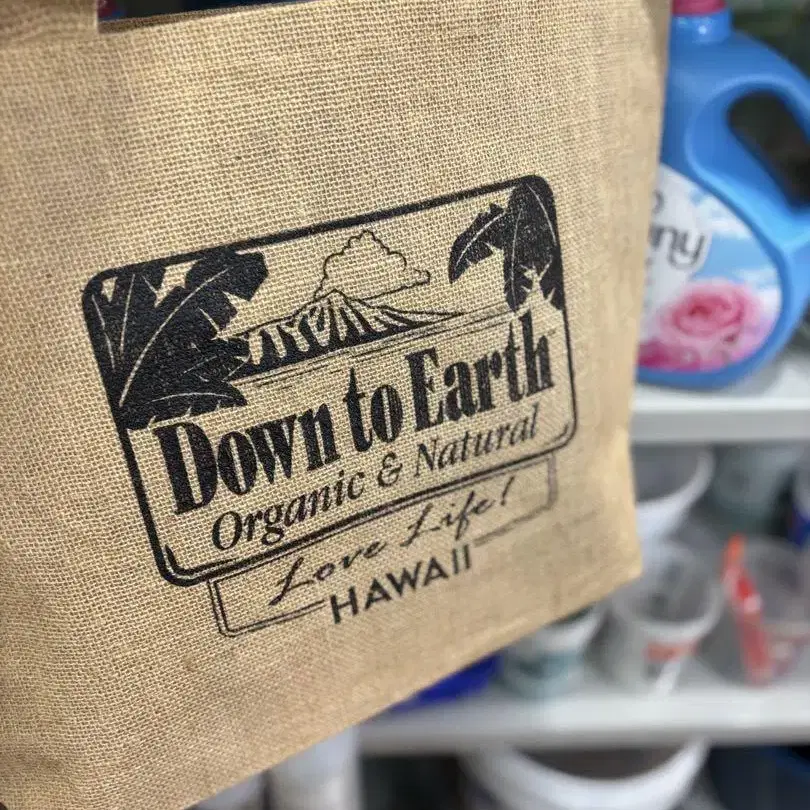 Down to Earth
Organic & Natural
Love Life!
HAWAII